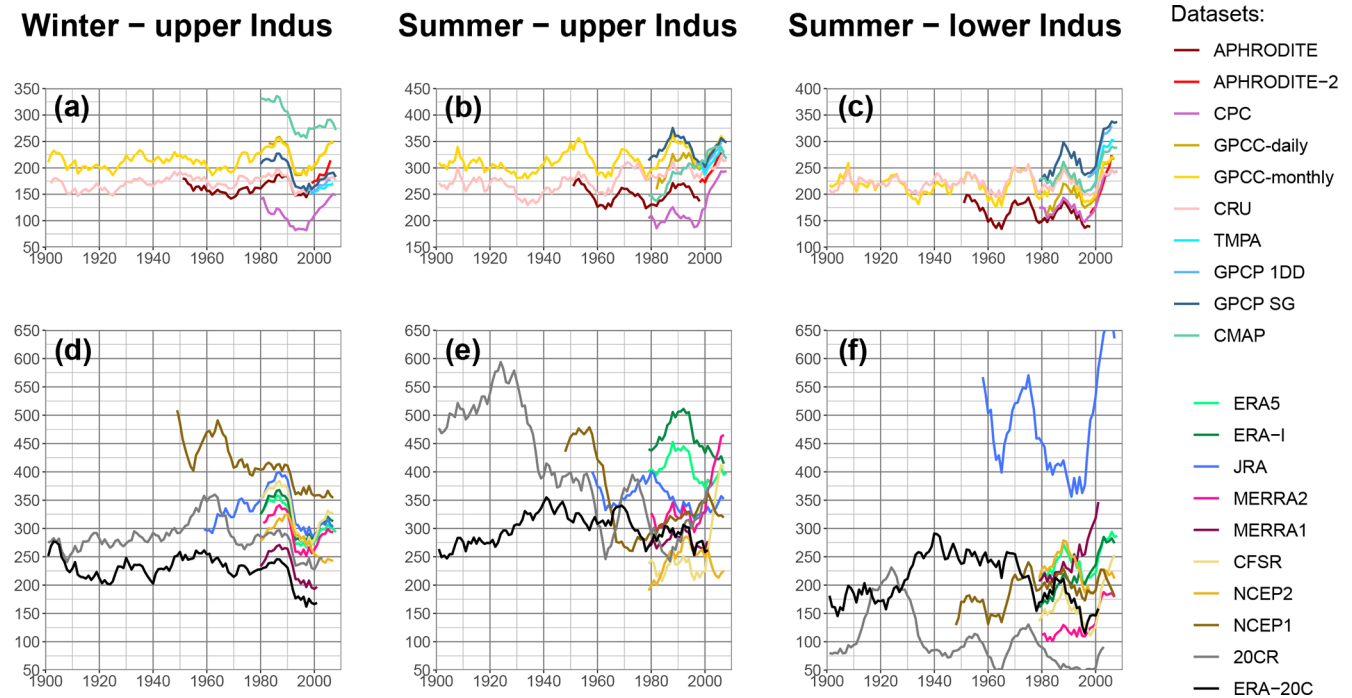 Winter − upper Indus
Summer − upper Indus
Summer − lower Indus
Datasets:
APHRODITE
APHRODITE−2
CPC
GPCC-daily
GPCC-monthly
CRU
TMPA
GPCP 1DD
GPCP SG
CMAP
(a)
350
300
250
200
150
100
50
1900 1920 1940 1960 1980 2000
(b)
450
400
350
300
250
200
150
1900 1920 1940 1960 1980 2000
(c)
400
350
300
250
200
150
100
1900 1920 1940 1960 1980 2000
(d)
650
600
550
500
450
400
350
300
250
200
150
100
50
1900 1920 1940 1960 1980 2000
(e)
650
600
550
500
450
400
350
300
250
200
150
100
50
1900 1920 1940 1960 1980 2000
(f)
650
600
550
500
450
400
350
300
250
200
150
100
50
1900 1920 1940 1960 1980 2000
ERA5
ERA−I
JRA
MERRA2
MERRA1
CFSR
NCEP2
NCEP1
20CR
ERA−20C